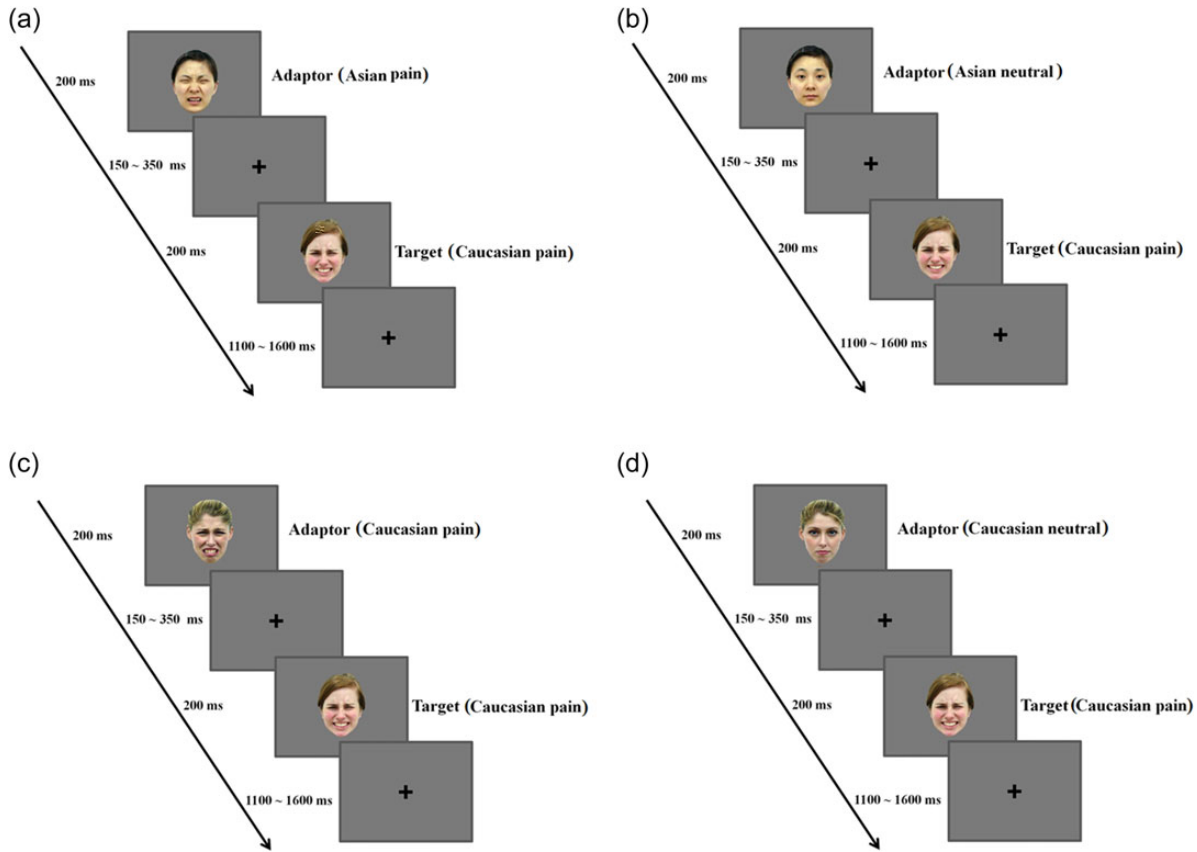 (a)
200 ms
Adaptor (Asian pain)
150 ~ 350 ms
200 ms
Target (Caucasian pain)
1100 ~ 1600 ms
(b)
200 ms
Adaptor (Asian neutral)
150 ~ 350 ms
200 ms
Target (Caucasian pain)
1100 ~ 1600 ms
(c)
200 ms
Adaptor (Caucasian pain)
150 ~ 350 ms
200 ms
Target (Caucasian pain)
1100 ~ 1600 ms
(d)
200 ms
Adaptor (Caucasian neutral)
150 ~ 350 ms
200 ms
Target (Caucasian pain)
1100 ~ 1600 ms